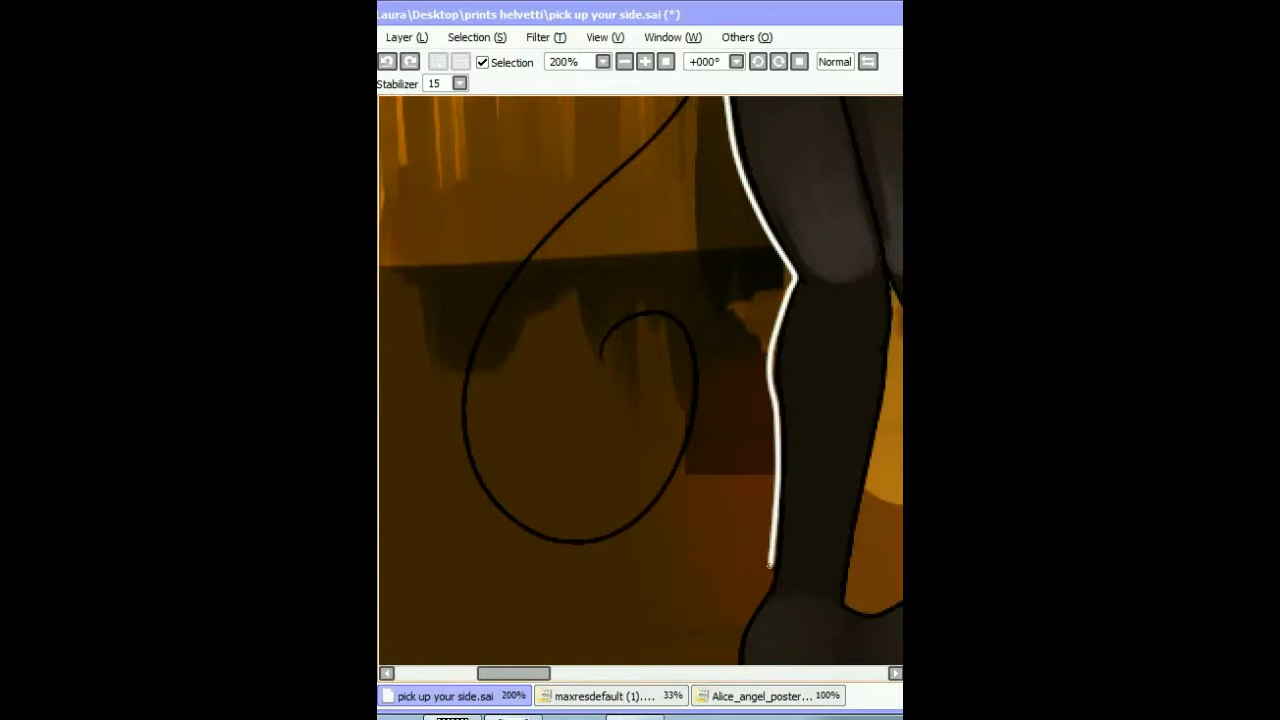 Laura\Desktop\prints helvetti\pick up your side.sai (*)
Layer (L) Selection (S) Filter (T) View (V) Window (W) Others (O)
Selection 200% +000° Normal
Stabilizer 15
pick up your side.sai 200% maxresdefault (1).... 33% Alice_angel_poster... 100%